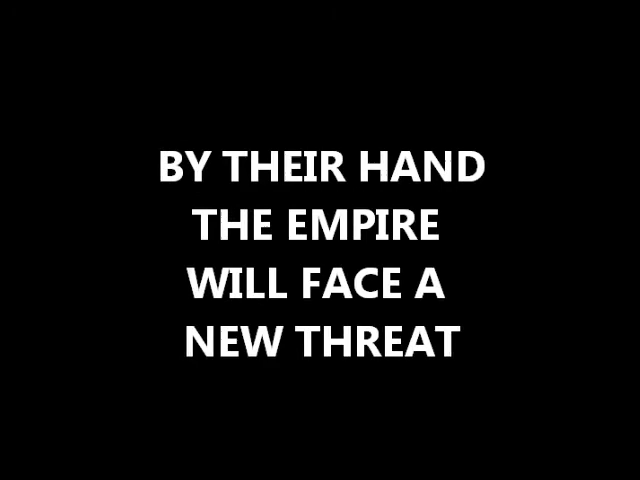 BY THEIR HAND
THE EMPIRE
WILL FACE A
NEW THREAT